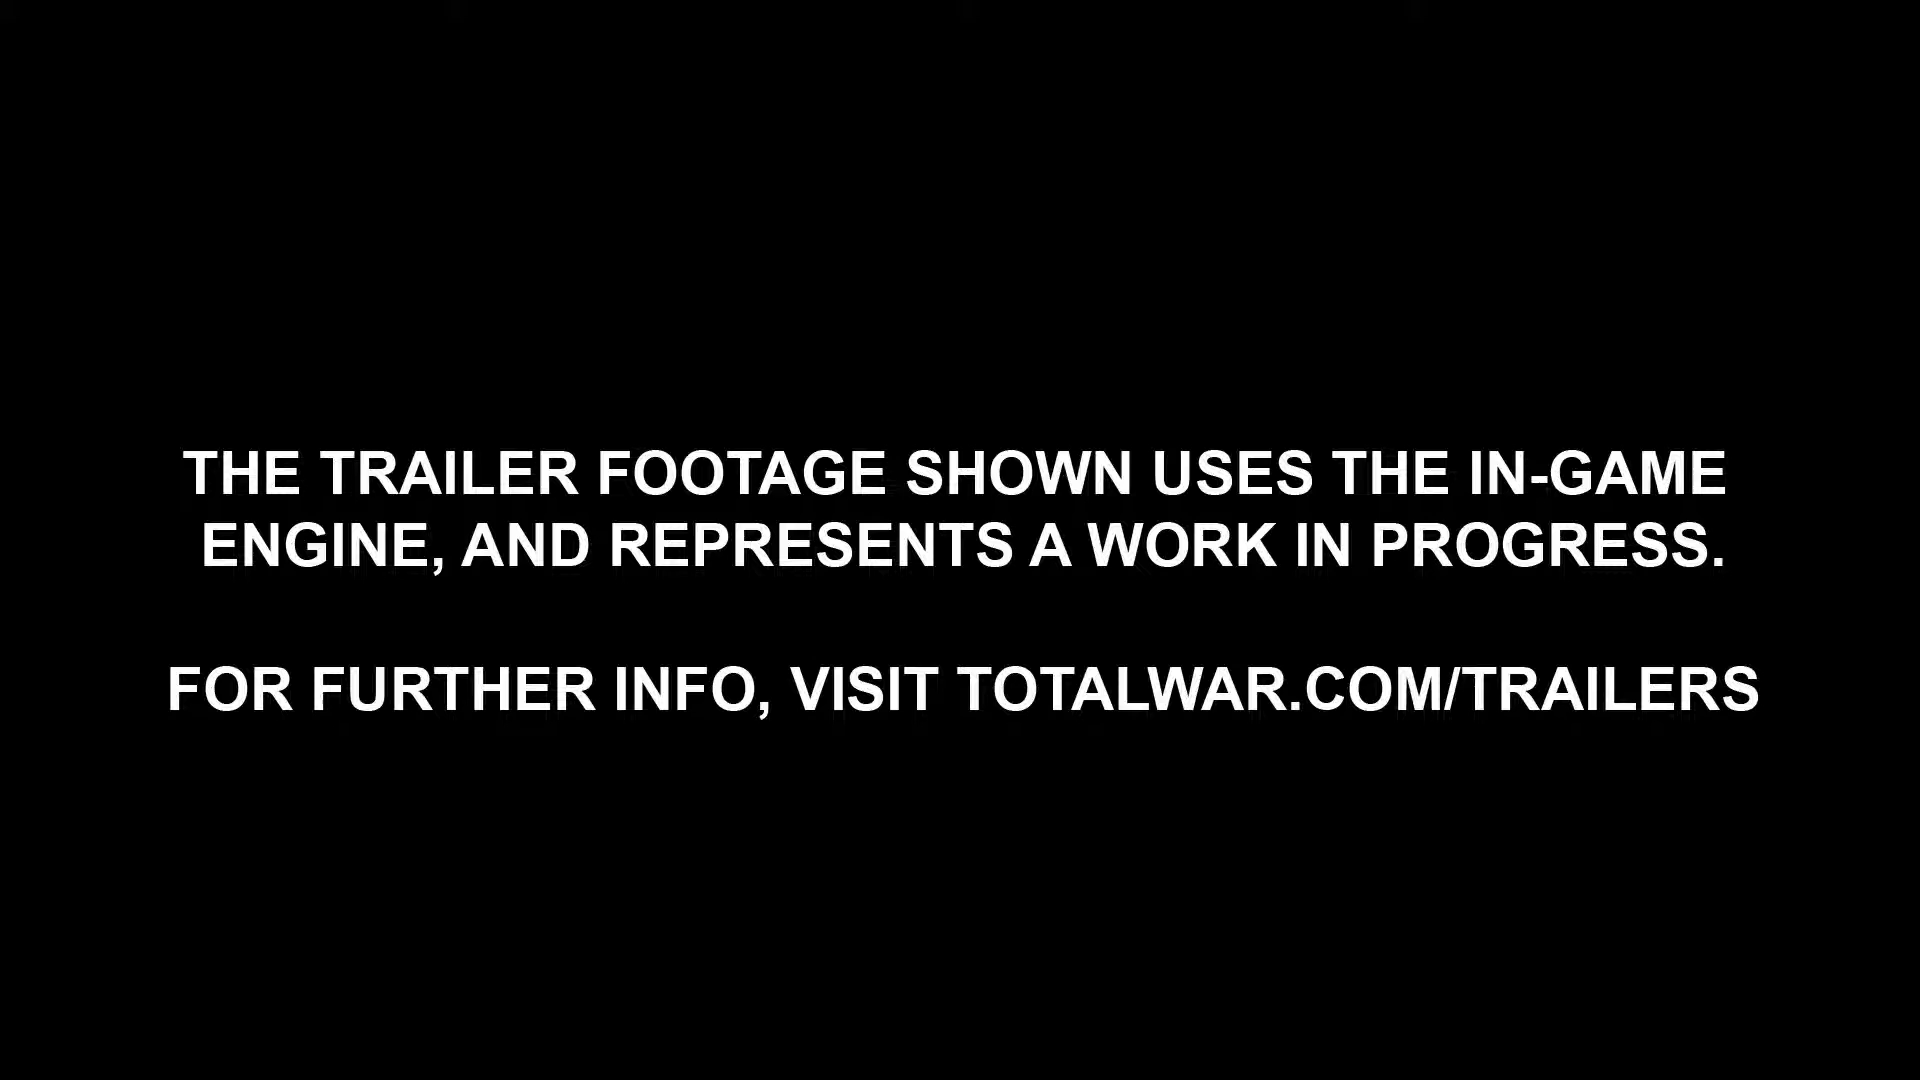 THE TRAILER FOOTAGE SHOWN USES THE IN-GAME
ENGINE, AND REPRESENTS A WORK IN PROGRESS.
FOR FURTHER INFO, VISIT TOTALWAR.COM/TRAILERS